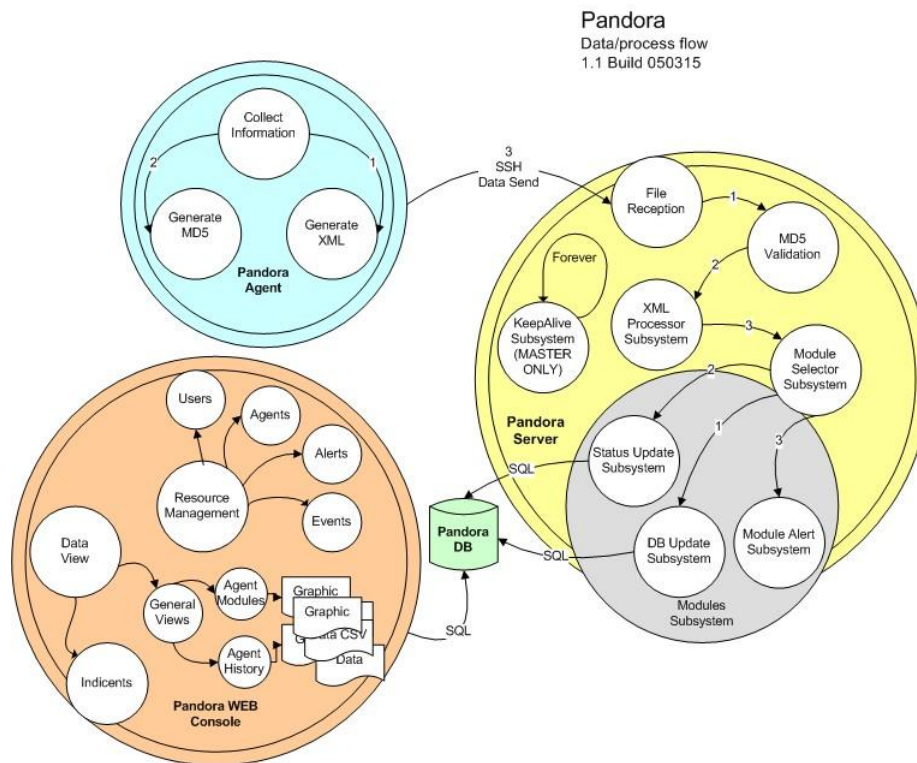 Pandora
Data/process flow
1.1 Build 050315
Collect
Information
2
1
Generate
MD5
Generate
XML
Pandora
Agent
3
SSH
Data Send
File
Reception
1
MD5
Validation
2
Forever
KeepAlive
Subsystem
(MASTER
ONLY)
XML
Processor
Subsystem
3
Module
Selector
Subsystem
2
1
3
Pandora
Server
Status Update
Subsystem
SQL
DB Update
Subsystem
SQL
Module Alert
Subsystem
Modules
Subsystem
Pandora
DB
SQL
Users
Agents
Alerts
Events
Resource
Management
Data
View
General
Views
Agent
Modules
Agent
History
Graphic
Graphic
Data CSV
Data
Indicents
Pandora WEB
Console